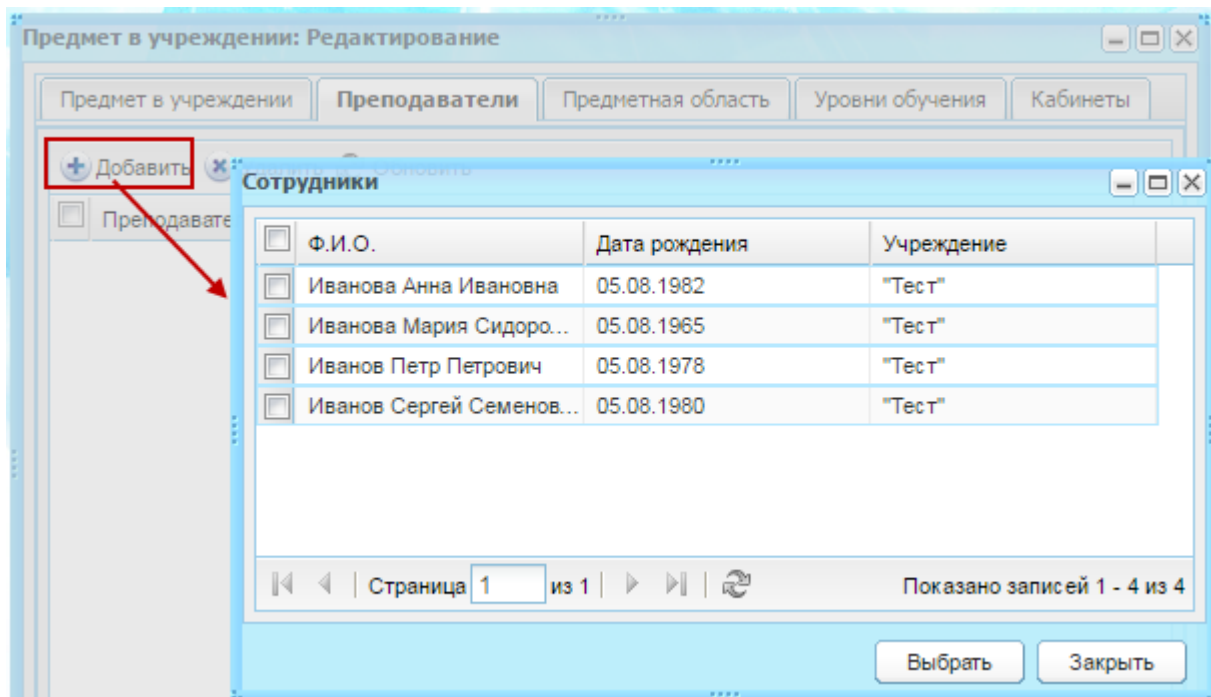 Предмет в учреждении: Редактирование
Предмет в учреждении Преподаватели Предметная область Уровни обучения Кабинеты
Добавить
Сотрудники
Преподавате
Ф.И.О. Дата рождения Учреждение
Иванова Анна Ивановна 05.08.1982 "Тест"
Иванова Мария Сидоро... 05.08.1965 "Тест"
Иванов Петр Петрович 05.08.1978 "Тест"
Иванов Сергей Семенов... 05.08.1980 "Тест"
Страница 1 из 1 Показано записей 1 - 4 из 4
Выбрать Закрыть